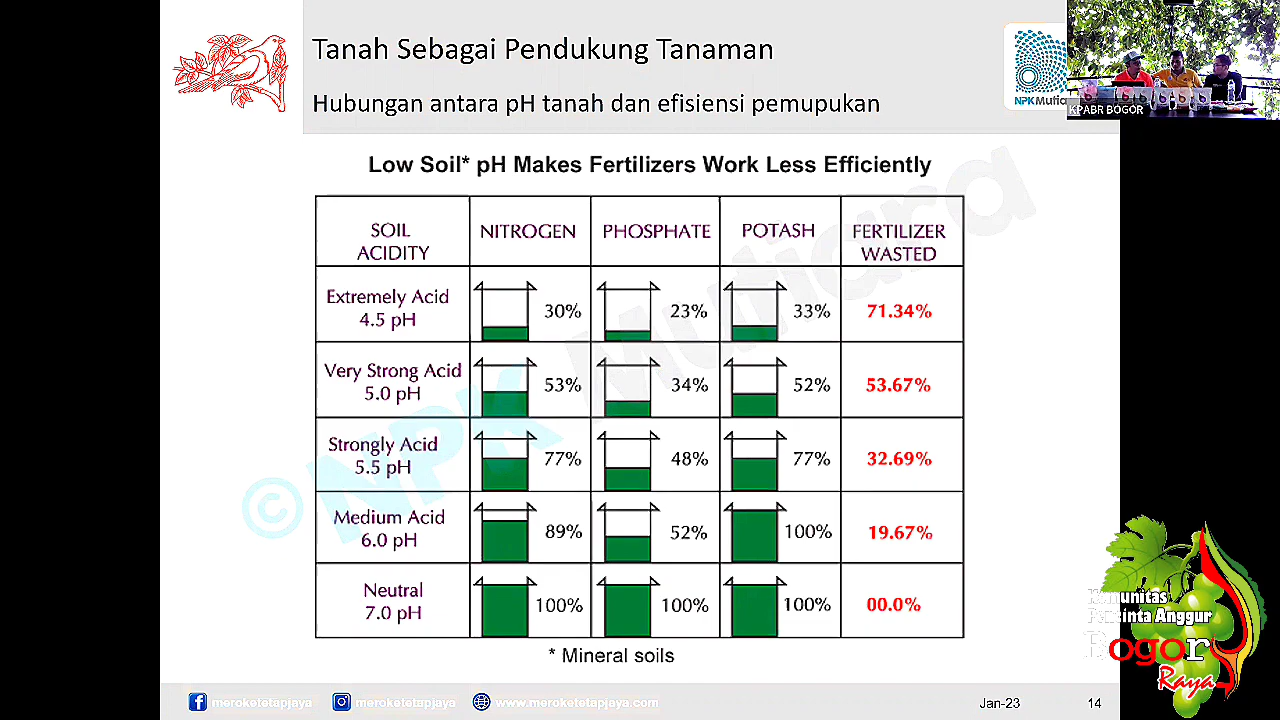 Tanah Sebagai Pendukung Tanaman
Hubungan antara pH tanah dan efisiensi pemupukan
KPABR BOGOR
Low Soil* pH Makes Fertilizers Work Less Efficiently
SOIL ACIDITY NITROGEN PHOSPHATE POTASH FERTILIZER WASTED
Extremely Acid 4.5 pH 30% 23% 33% 71.34%
Very Strong Acid 5.0 pH 53% 34% 52% 53.67%
Strongly Acid 5.5 pH 77% 48% 77% 32.69%
Medium Acid 6.0 pH 89% 52% 100% 19.67%
Neutral 7.0 pH 100% 100% 100% 00.0%
* Mineral soils
© NPK Mutiara
Komunitas
Pencinta Anggur
Bogor
Raya
meroketetapjaya meroketetapjaya www.meroketetapjaya.com
Jan-23 14